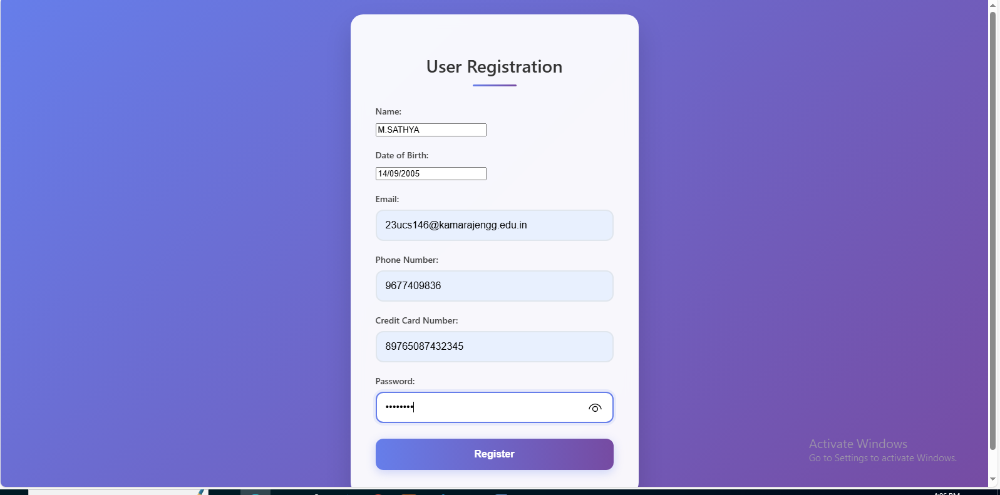 User Registration
Name:
M.SATHYA
Date of Birth:
14/09/2005
Email:
23ucs146@kamarajengg.edu.in
Phone Number:
9677409836
Credit Card Number:
89765087432345
Password:
••••••••
Register
Activate Windows
Go to Settings to activate Windows.